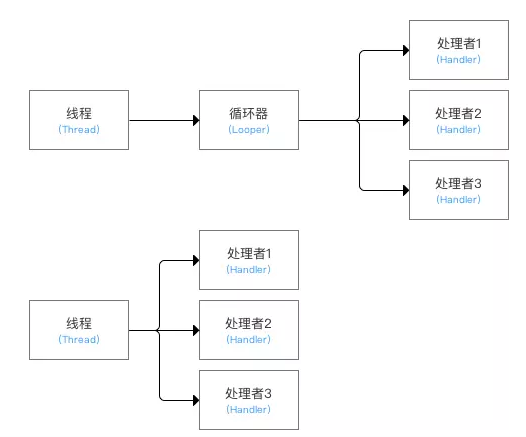 线程
(Thread)
循环器
(Looper)
处理者1
(Handler)
处理者2
(Handler)
处理者3
(Handler)
线程
(Thread)
处理者1
(Handler)
处理者2
(Handler)
处理者3
(Handler)